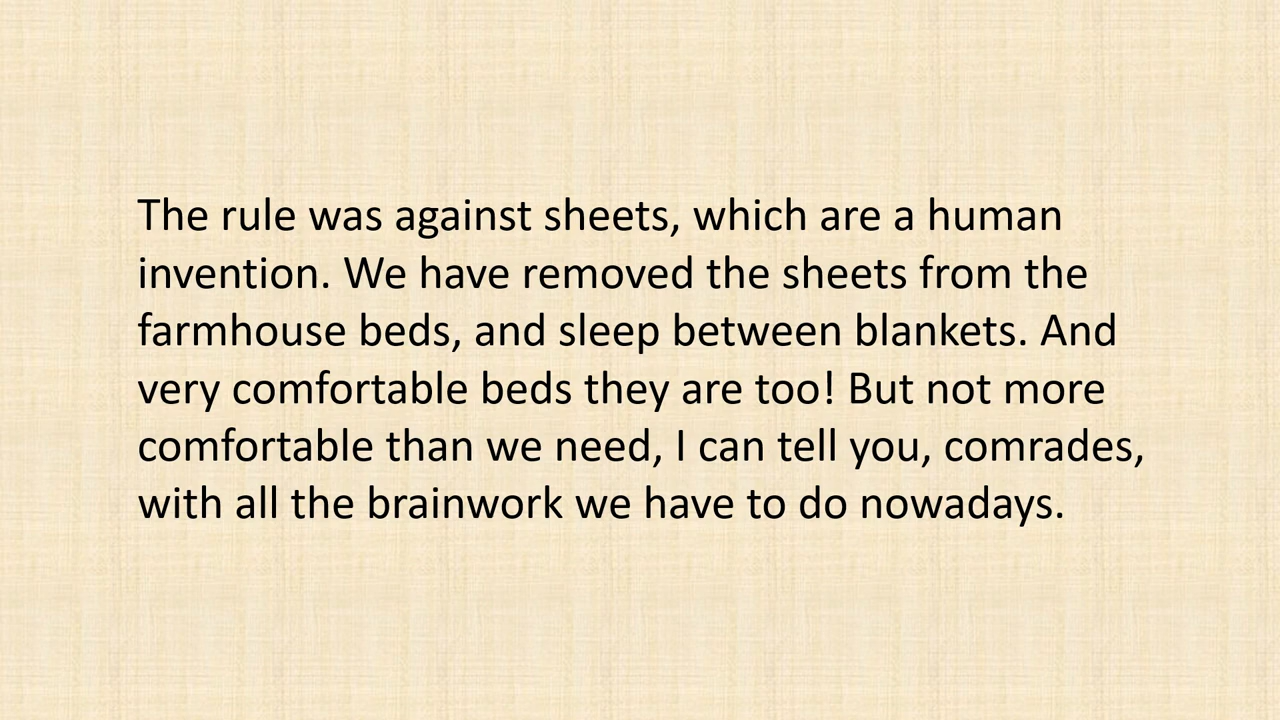 The rule was against sheets, which are a human
invention. We have removed the sheets from the
farmhouse beds, and sleep between blankets. And
very comfortable beds they are too! But not more
comfortable than we need, I can tell you, comrades,
with all the brainwork we have to do nowadays.